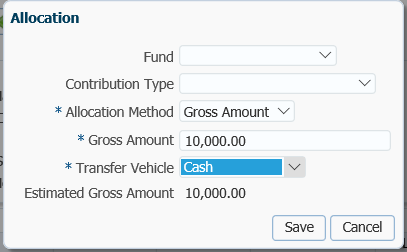 Allocation
Fund
Contribution Type
* Allocation Method Gross Amount
* Gross Amount 10,000.00
* Transfer Vehicle Cash
Estimated Gross Amount 10,000.00
Save Cancel